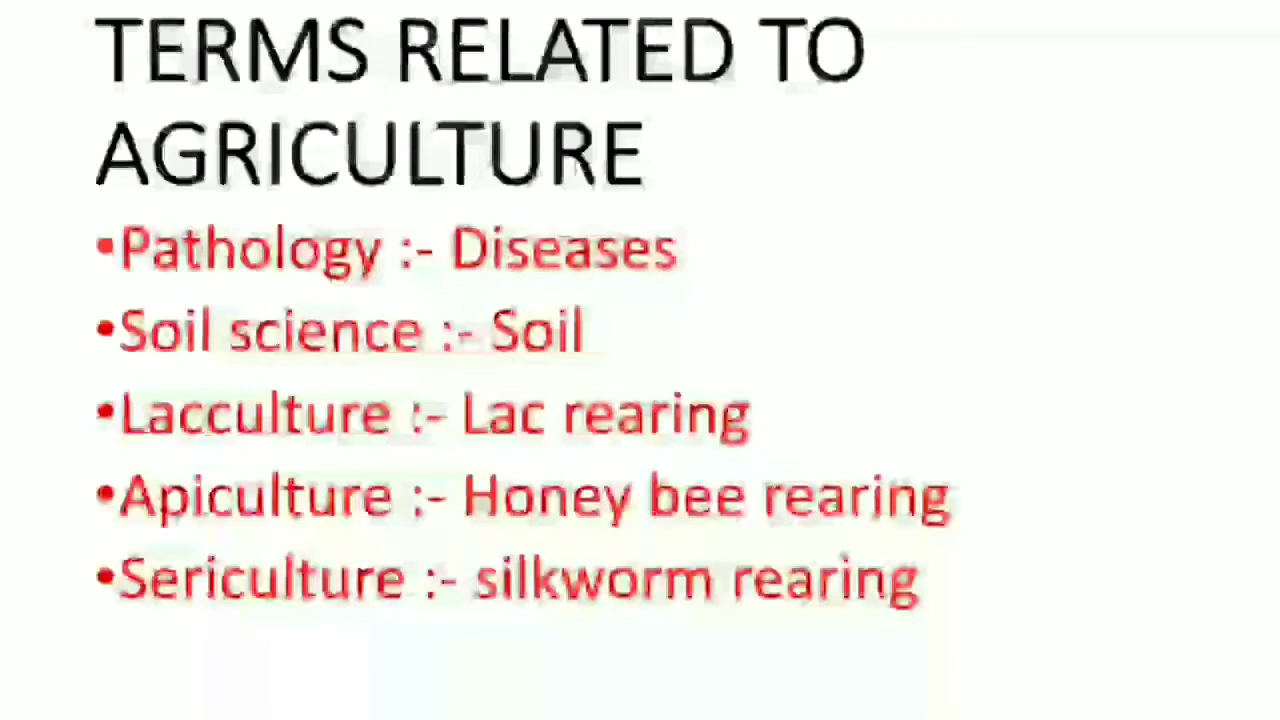 TERMS RELATED TO
AGRICULTURE
•Pathology :- Diseases
•Soil science :- Soil
•Lacculture :- Lac rearing
•Apiculture :- Honey bee rearing
•Sericulture :- silkworm rearing